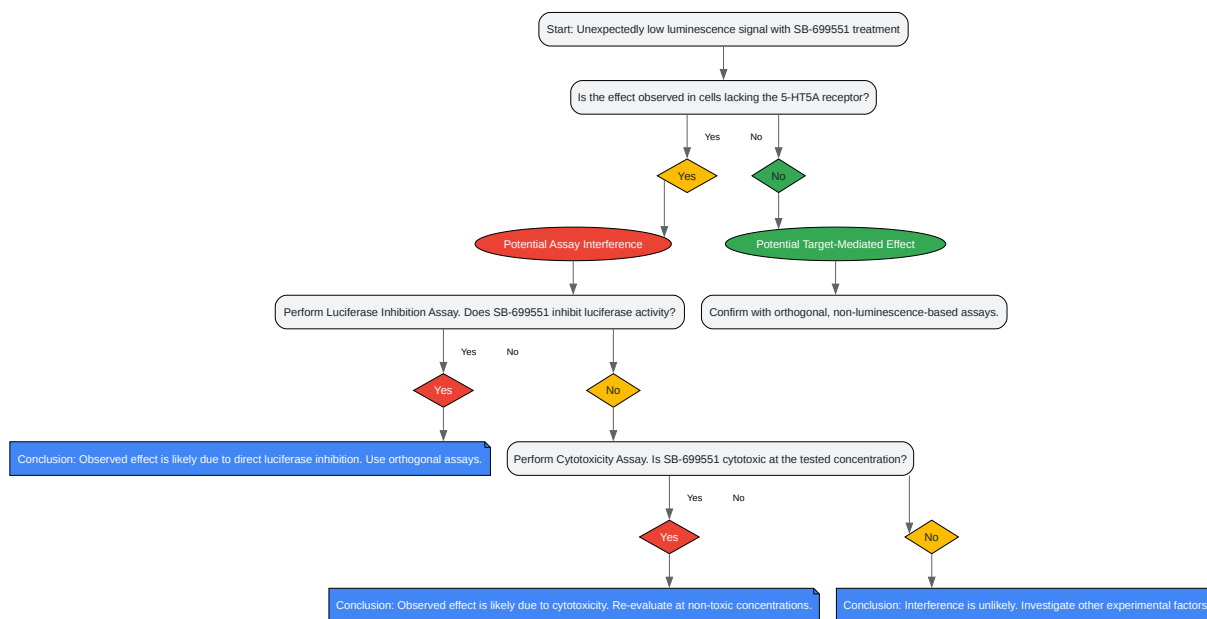 Start: Unexpectedly low luminescence signal with SB-699551 treatment
Is the effect observed in cells lacking the 5-HT5A receptor?
Yes
No
Yes
No
Potential Assay Interference
Potential Target-Mediated Effect
Perform Luciferase Inhibition Assay. Does SB-699551 inhibit luciferase activity?
Confirm with orthogonal, non-luminescence-based assays.
Yes
No
Yes
No
Conclusion: Observed effect is likely due to direct luciferase inhibition. Use orthogonal assays.
Perform Cytotoxicity Assay. Is SB-699551 cytotoxic at the tested concentration?
Yes
No
Yes
No
Conclusion: Observed effect is likely due to cytotoxicity. Re-evaluate at non-toxic concentrations.
Conclusion: Interference is unlikely. Investigate other experimental factors